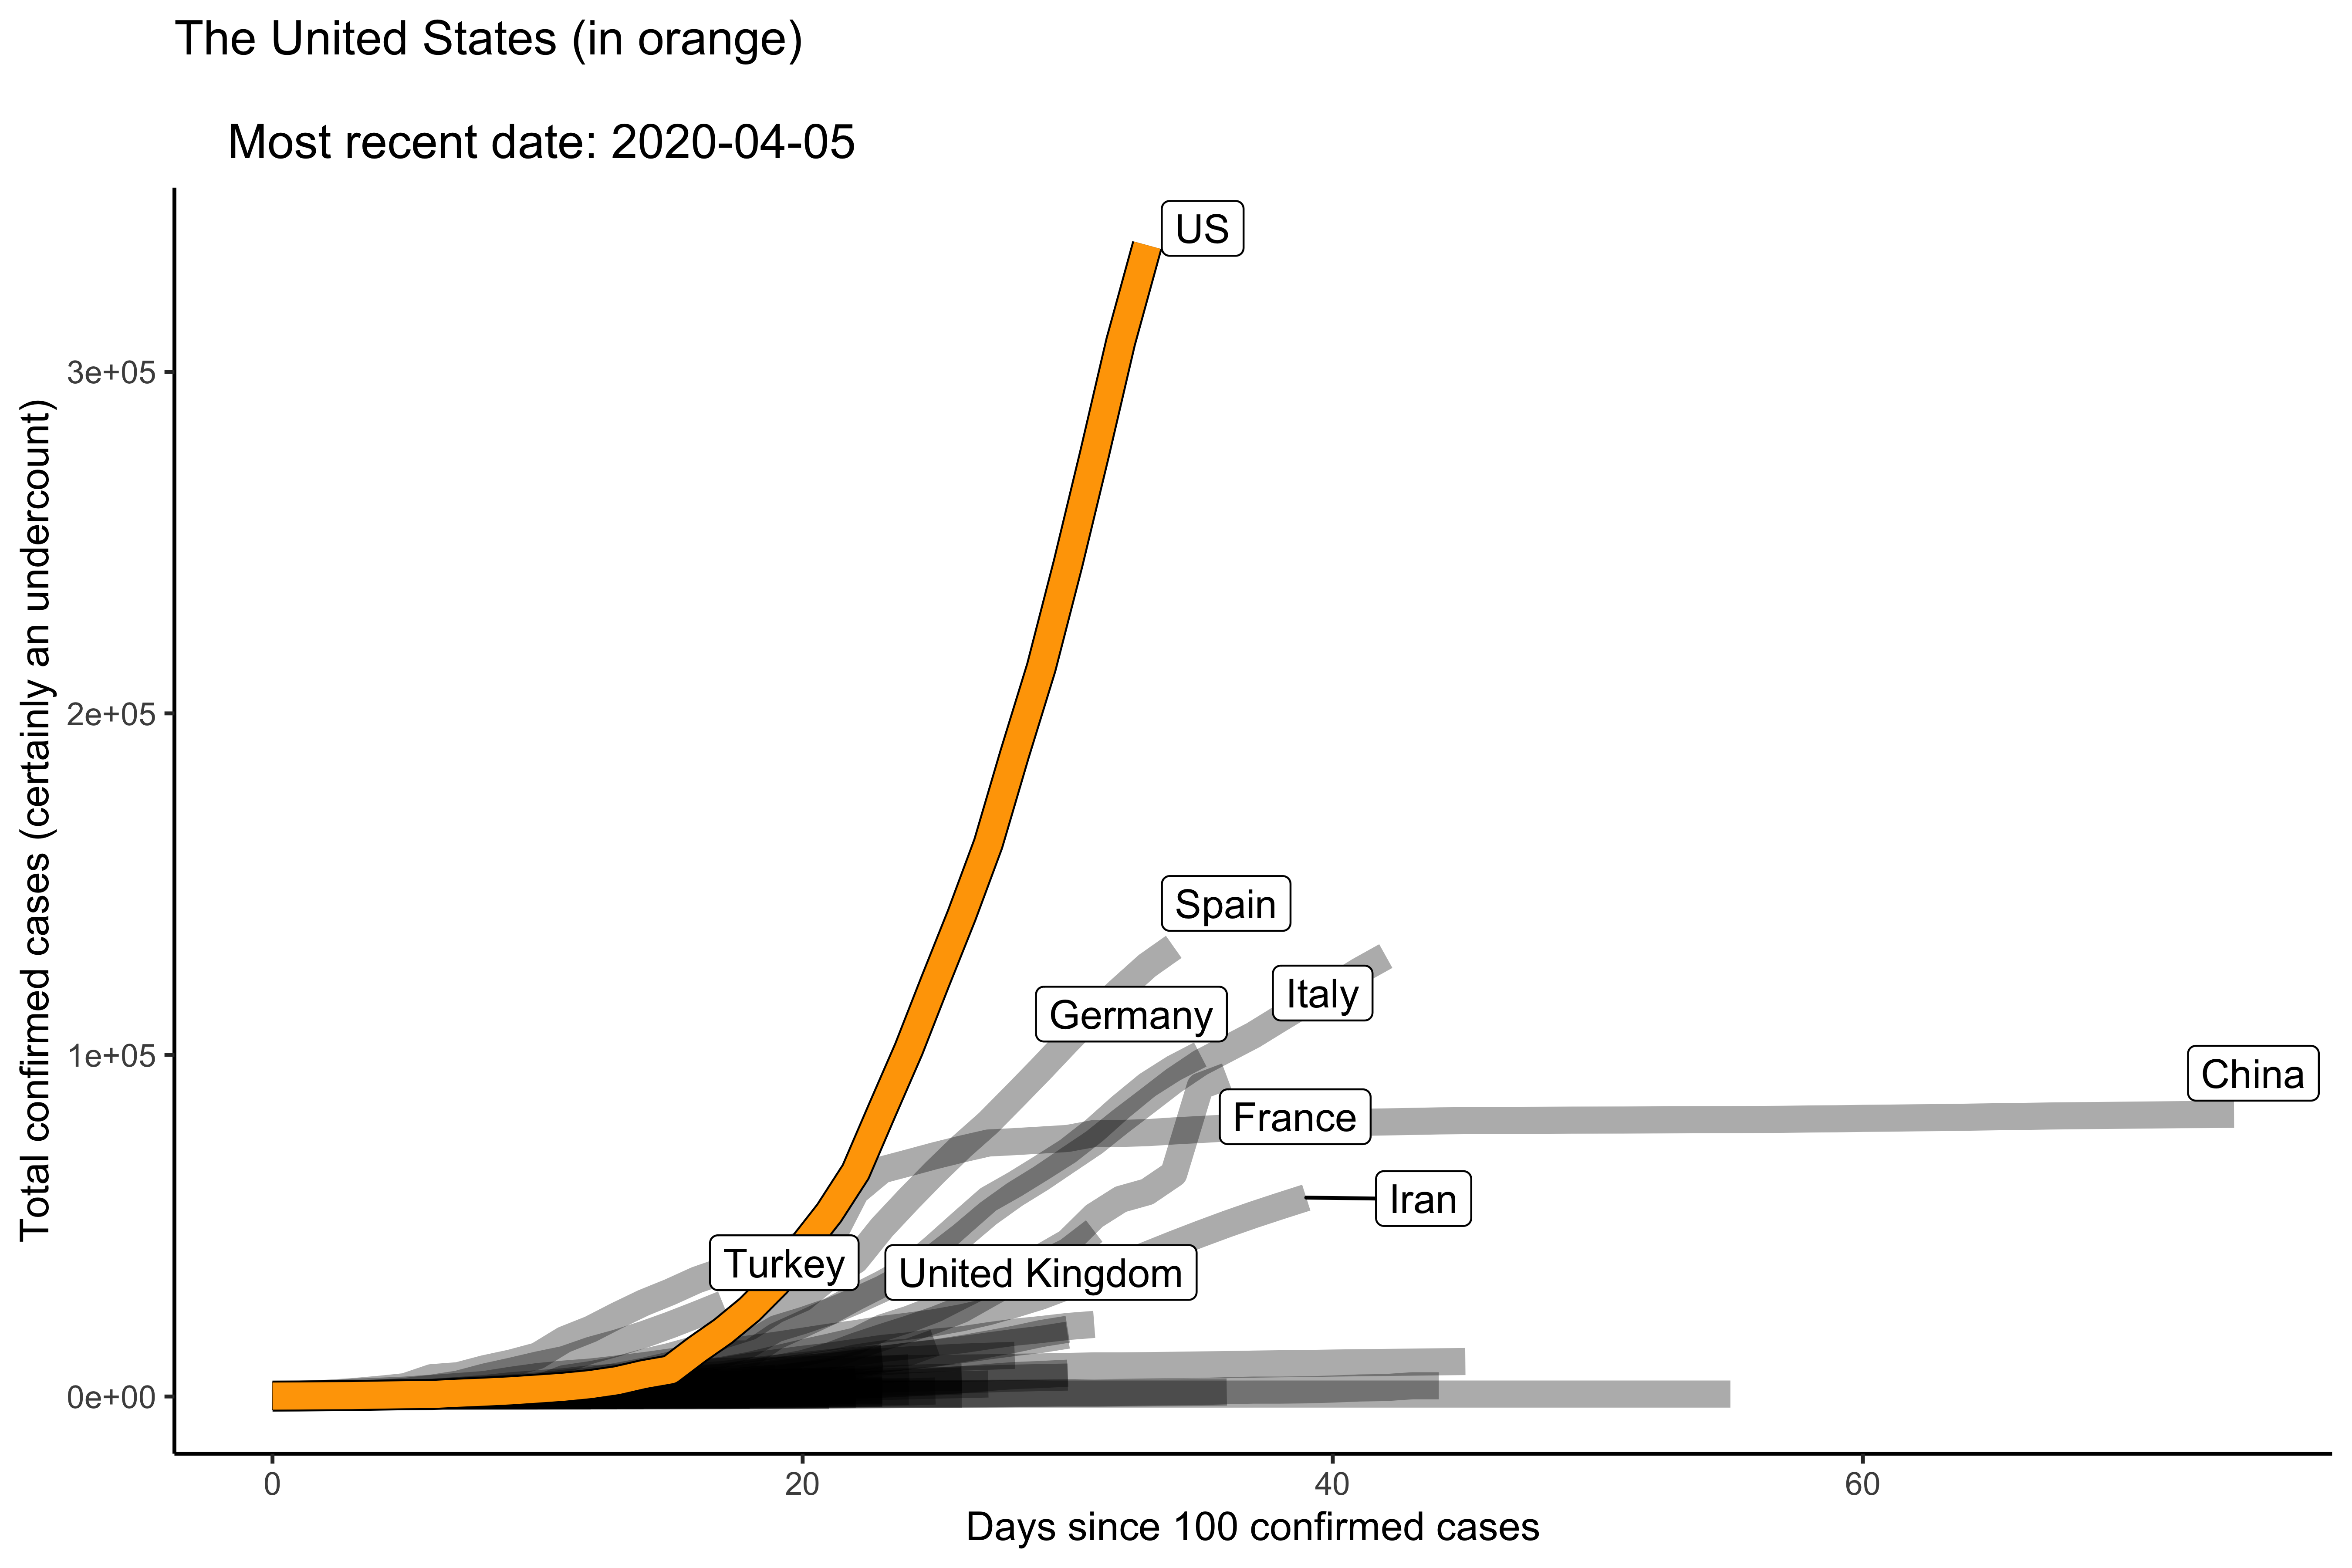 The United States (in orange)
Most recent date: 2020-04-05
Total confirmed cases (certainly an undercount)
3e+05
2e+05
1e+05
0e+00
US
Spain
Italy
Germany
China
France
Iran
Turkey
United Kingdom
0
20
40
60
Days since 100 confirmed cases